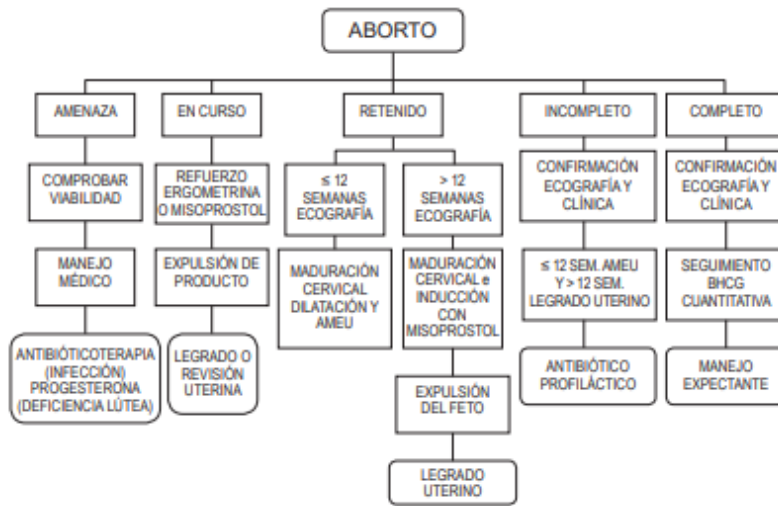 ABORTO
AMENAZA
EN CURSO
RETENIDO
INCOMPLETO
COMPLETO
COMPROBAR
VIABILIDAD
REFUERZO
ERGOMETRINA
O MISOPROSTOL
≤ 12
SEMANAS
ECOGRAFÍA
> 12
SEMANAS
ECOGRAFÍA
CONFIRMACIÓN
ECOGRAFÍA Y
CLÍNICA
CONFIRMACIÓN
ECOGRAFÍA Y
CLÍNICA
MANEJO
MÉDICO
EXPULSIÓN DE
PRODUCTO
MADURACIÓN
CERVICAL
DILATACIÓN Y
AMEU
MADURACIÓN
CERVICAL e
INDUCCIÓN
CON
MISOPROSTOL
≤ 12 SEM. AMEU
Y > 12 SEM.
LEGRADO UTERINO
SEGUIMIENTO
BHCG
CUANTITATIVA
ANTIBIÓTICOTERAPIA
(INFECCIÓN)
PROGESTERONA
(DEFICIENCIA LÚTEA)
LEGRADO O
REVISIÓN
UTERINA
EXPULSIÓN
DEL FETO
ANTIBIÓTICO
PROFILÁCTICO
MANEJO
EXPECTANTE
LEGRADO
UTERINO